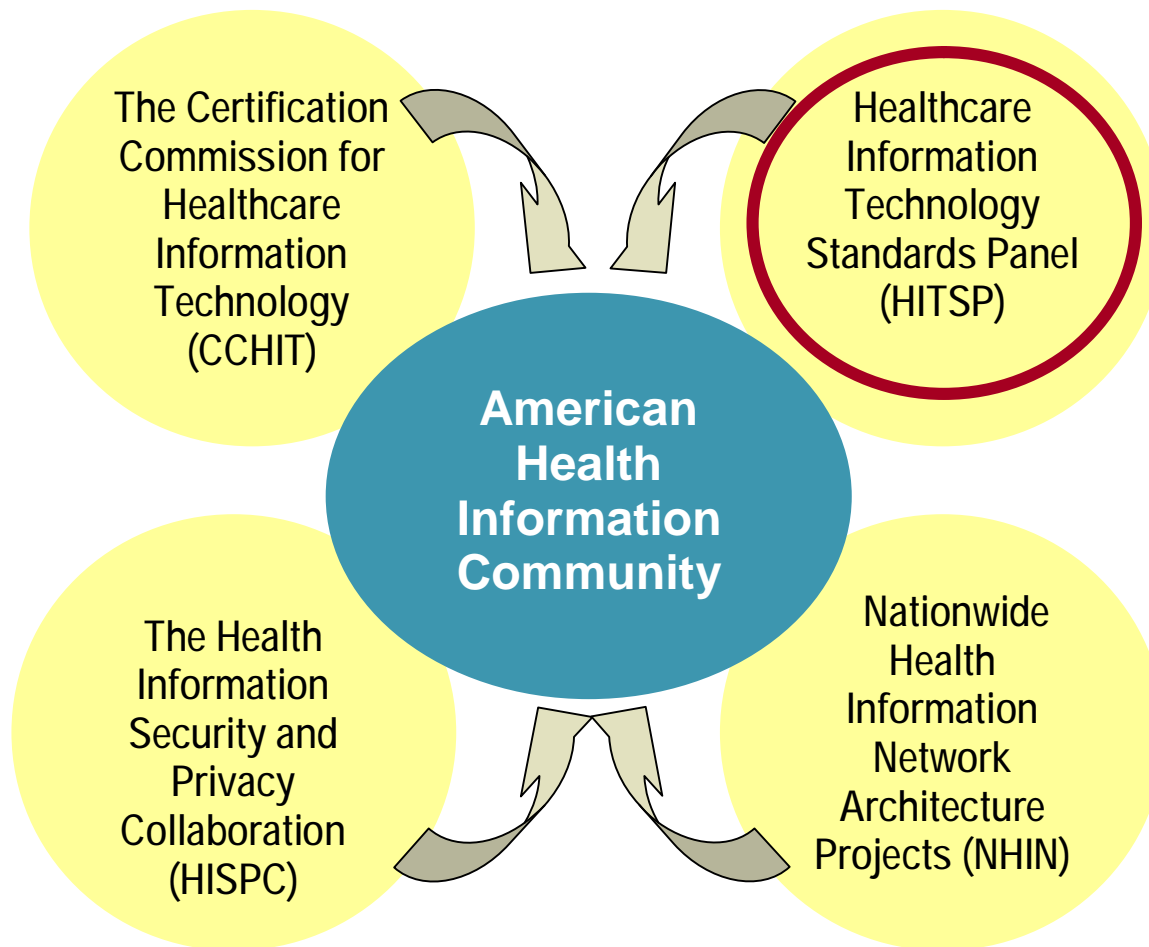 The Certification
Commission for
Healthcare
Information
Technology
(CCHIT)
Healthcare
Information
Technology
Standards Panel
(HITSP)
American
Health
Information
Community
The Health
Information
Security and
Privacy
Collaboration
(HISPC)
Nationwide
Health
Information
Network
Architecture
Projects (NHIN)